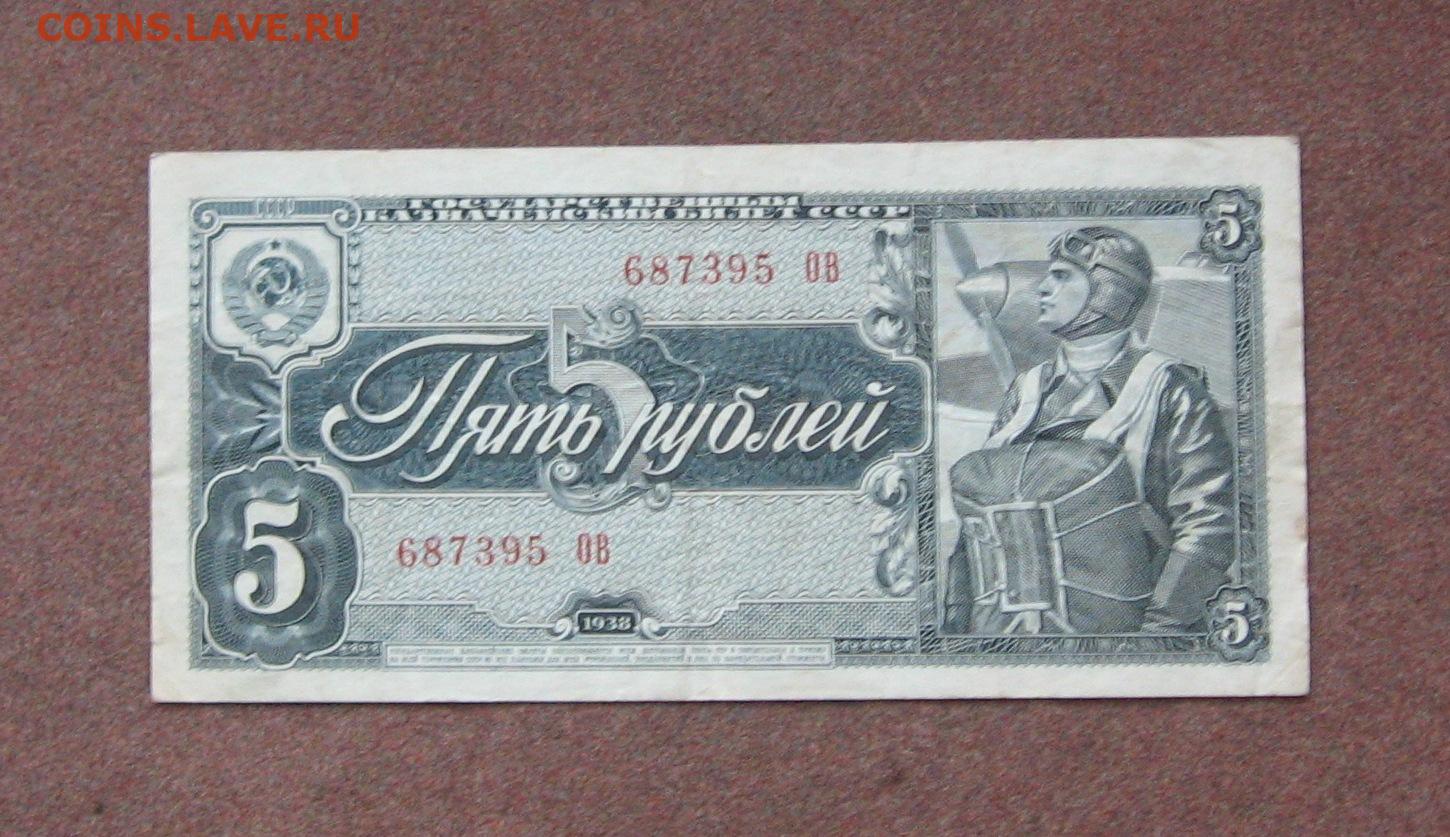 COINS.LAVE.RU
СССР
ГОСУДАРСТВЕННЫЙ
КАЗНАЧЕЙСКИЙ БИЛЕТ СССР
5
687395 ОВ
5
Пять рублей
687395 ОВ
5
1938
5